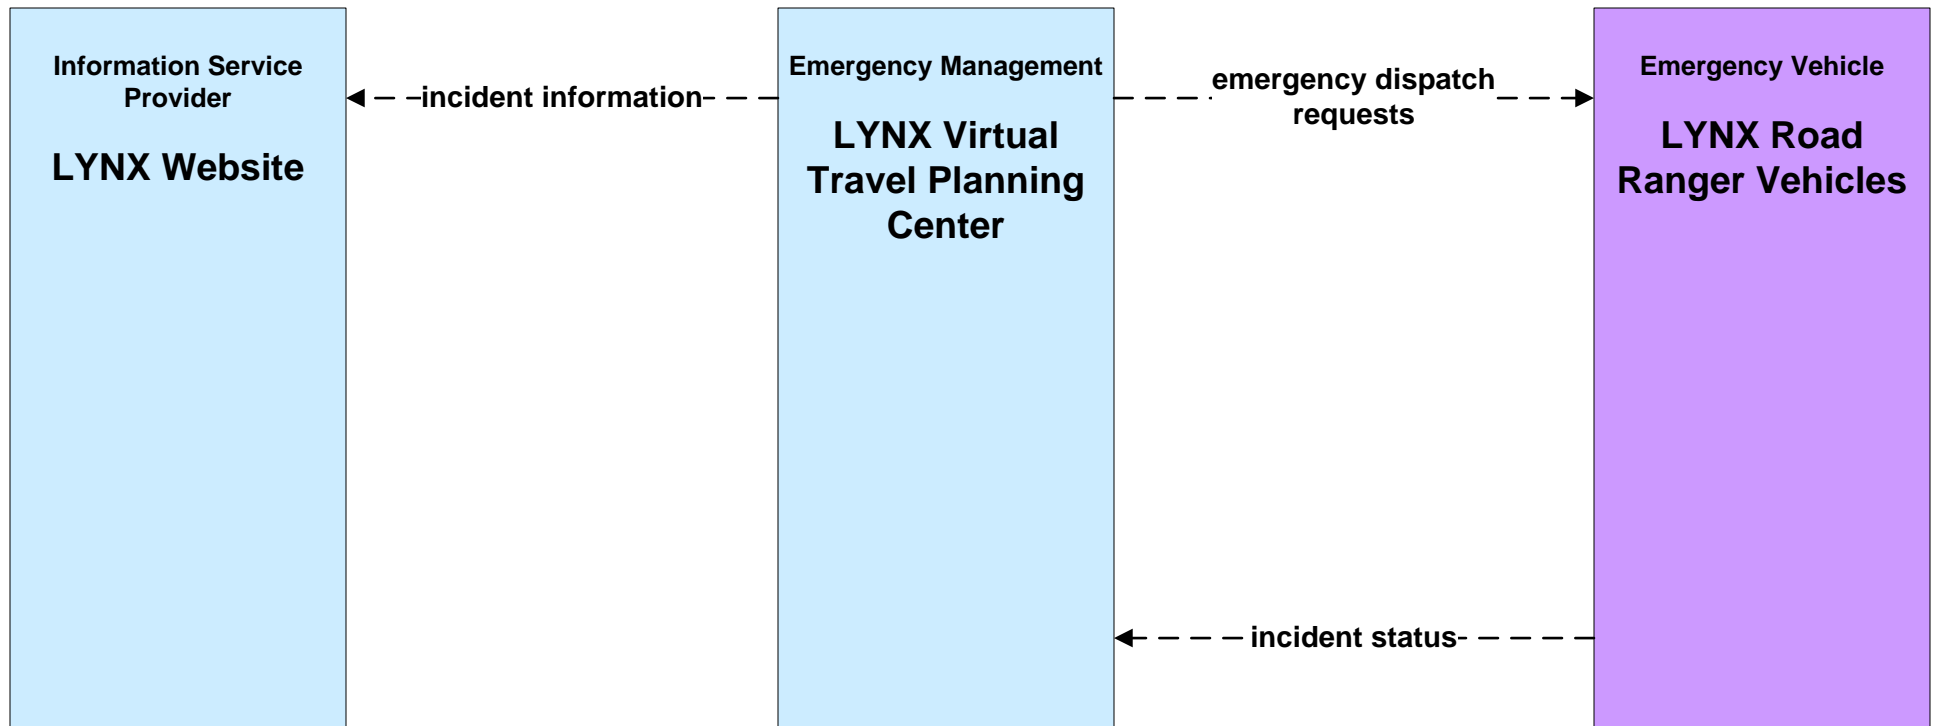 Information Service
Provider
LYNX Website
incident information
Emergency Management
LYNX Virtual
Travel Planning
Center
emergency dispatch
requests
Emergency Vehicle
LYNX Road
Ranger Vehicles
incident status